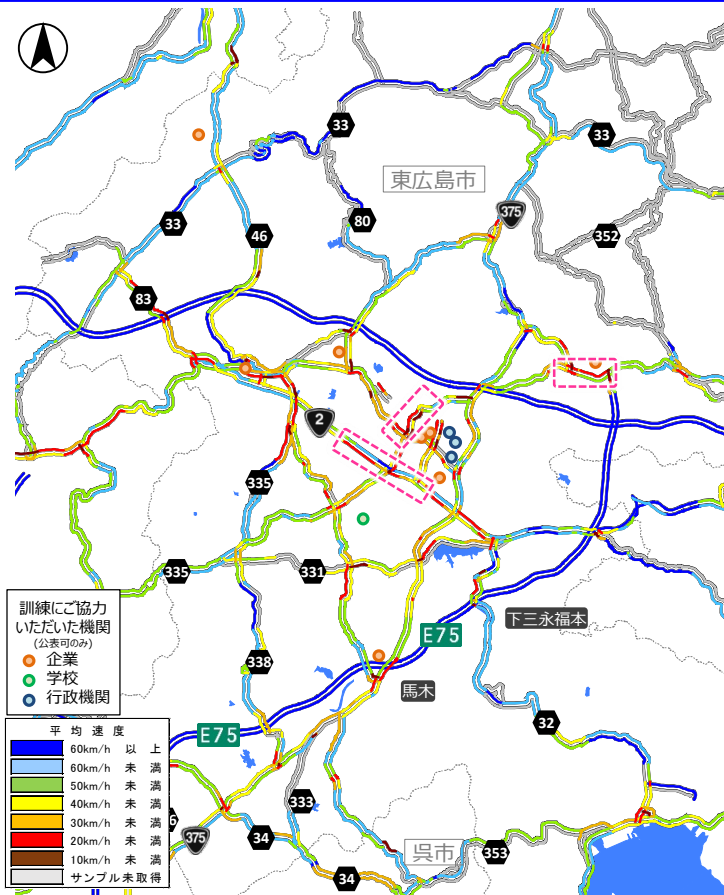 33
33
東広島市
375
33
80
46
352
83
2
335
335
331
下三永福本
E75
338
馬木
32
E75
333
375
34
呉市
353
34
訓練にご協力
いただいた機関
(公表可のみ)
企業
学校
行政機関
平均速度
60km/h 以上
60km/h 未満
50km/h 未満
40km/h 未満
30km/h 未満
20km/h 未満
10km/h 未満
サンプル未取得